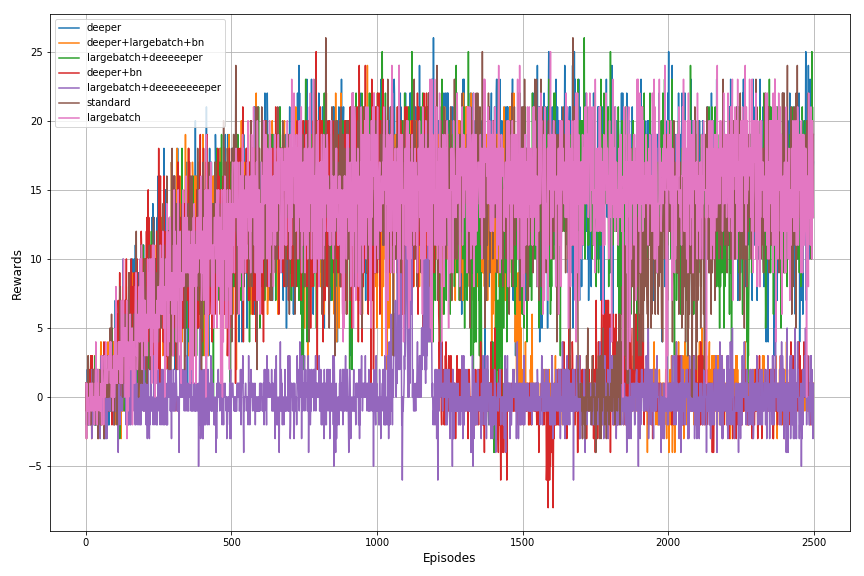 deeper
deeper+largebatch+bn
largebatch+deeeeeper
deeper+bn
largebatch+deeeeeeeeper
standard
largebatch
25
20
15
10
5
0
−5
Rewards
0
500
1000
1500
2000
2500
Episodes